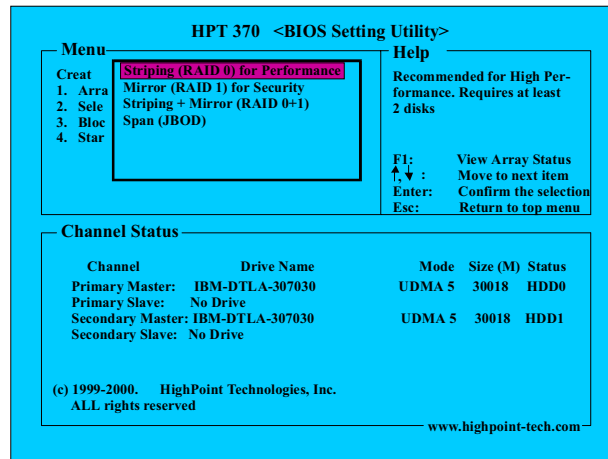 HPT 370 <BIOS Setting Utility>
Menu
Creat
1. Arra
2. Sele
3. Bloc
4. Star
Striping (RAID 0) for Performance
Mirror (RAID 1) for Security
Striping + Mirror (RAID 0+1)
Span (JBOD)
Help
Recommended for High Per-
formance. Requires at least
2 disks
F1: View Array Status
↑,↓ : Move to next item
Enter: Confirm the selection
Esc: Return to top menu
Channel Status
Channel Drive Name Mode Size (M) Status
Primary Master: IBM-DTLA-307030 UDMA 5 30018 HDD0
Primary Slave: No Drive
Secondary Master: IBM-DTLA-307030 UDMA 5 30018 HDD1
Secondary Slave: No Drive
(c) 1999-2000. HighPoint Technologies, Inc.
ALL rights reserved
www.highpoint-tech.com